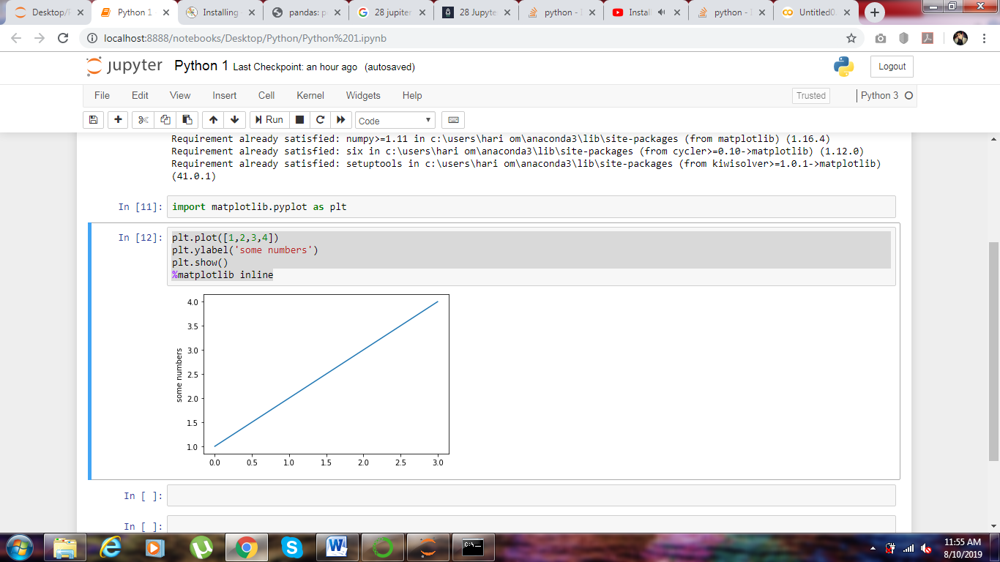 Desktop/P
Python 1
Installing
pandas: p
28 jupiter
28 Jupyte
python - I
Instal
python - I
Untitled0.
localhost:8888/notebooks/Desktop/Python/Python%201.ipynb
jupyter Python 1 Last Checkpoint: an hour ago (autosaved)
Logout
File Edit View Insert Cell Kernel Widgets Help
Trusted
Python 3
Run
Code
Requirement already satisfied: numpy>=1.11 in c:\users\hari om\anaconda3\lib\site-packages (from matplotlib) (1.16.4)
Requirement already satisfied: six in c:\users\hari om\anaconda3\lib\site-packages (from cycler>=0.10->matplotlib) (1.12.0)
Requirement already satisfied: setuptools in c:\users\hari om\anaconda3\lib\site-packages (from kiwisolver>=1.0.1->matplotlib)
(41.0.1)
In [11]: import matplotlib.pyplot as plt
In [12]: plt.plot([1,2,3,4])
plt.ylabel('some numbers')
plt.show()
%matplotlib inline
4.0
3.5
3.0
2.5
2.0
1.5
1.0
some numbers
0.0 0.5 1.0 1.5 2.0 2.5 3.0
In [ ]:
In [ ]:
C:\
11:55 AM
8/10/2019